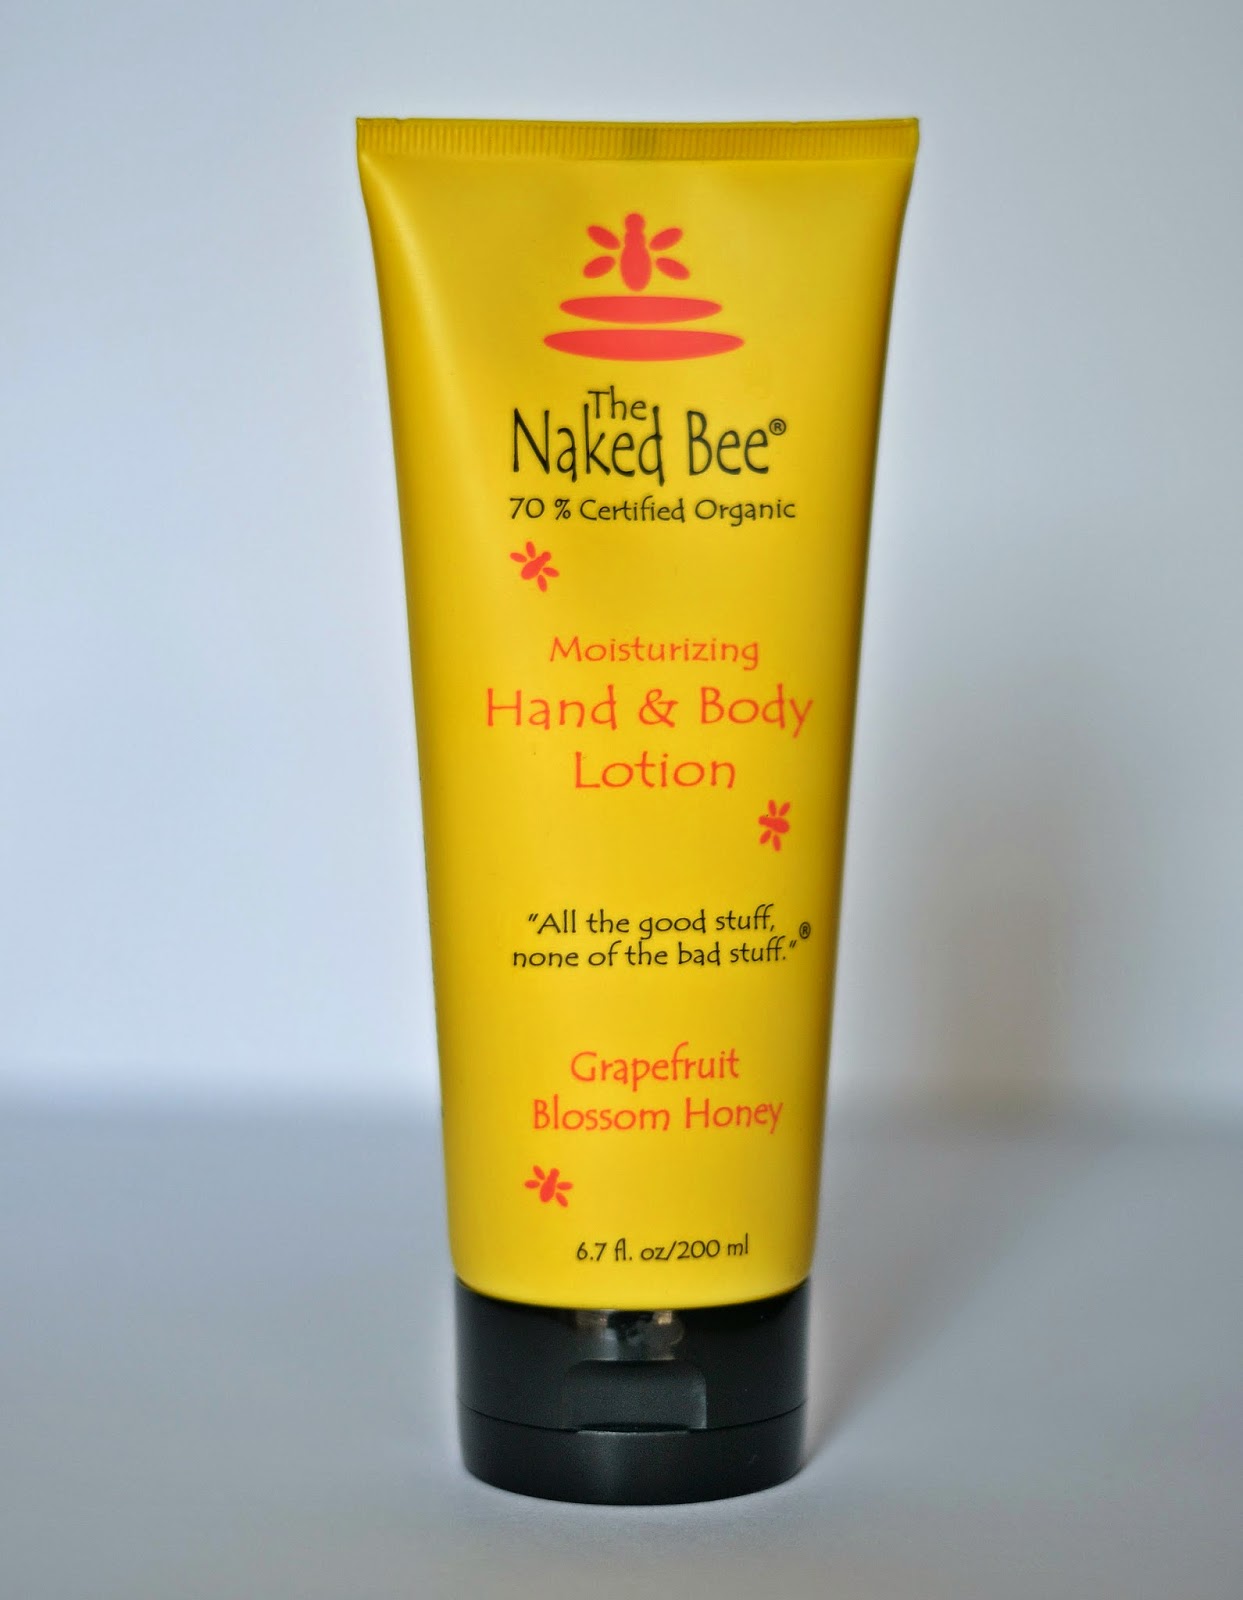 The
Naked Bee®
70 % Certified Organic
Moisturizing
Hand & Body
Lotion
"All the good stuff,
none of the bad stuff."®
Grapefruit
Blossom Honey
6.7 fl. oz/200 ml